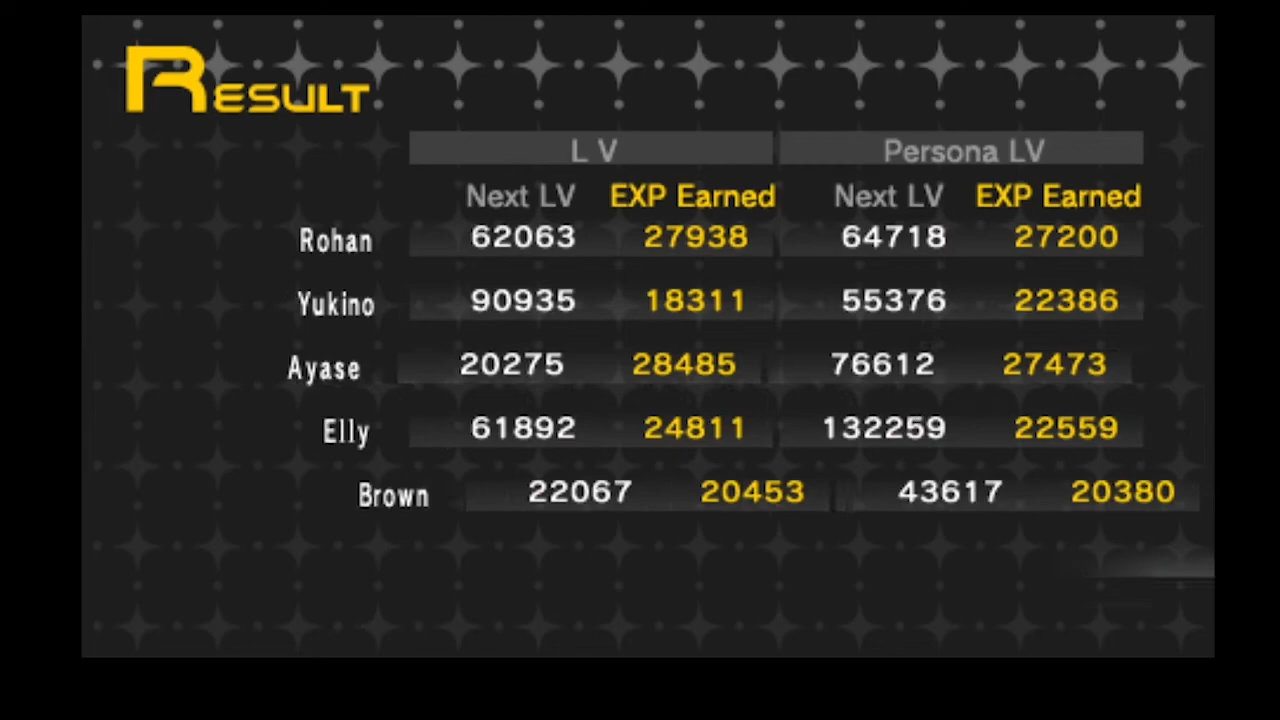 RESULT
LV Persona LV
Next LV EXP Earned Next LV EXP Earned
Rohan 62063 27938 64718 27200
Yukino 90935 18311 55376 22386
Ayase 20275 28485 76612 27473
Elly 61892 24811 132259 22559
Brown 22067 20453 43617 20380